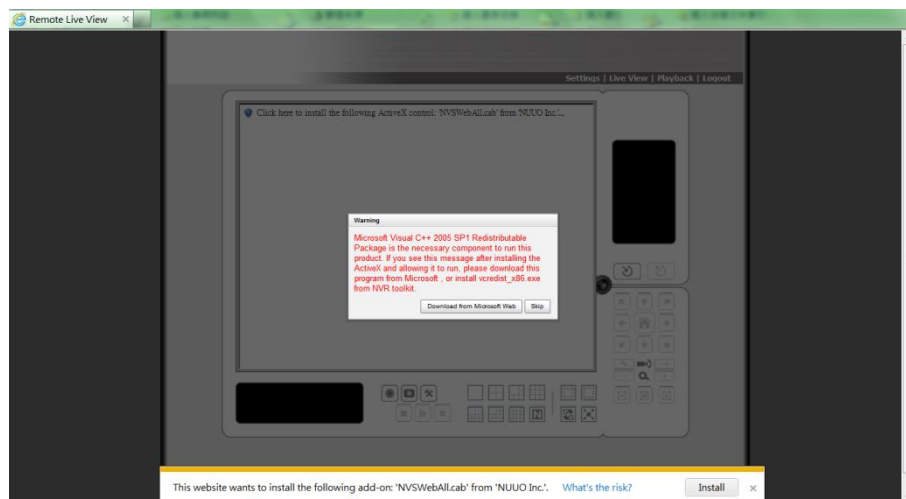 Remote Live View
Settings | Live View | Playback | Logout
Click here to install the following ActiveX control: 'NVSWebAll.cab' from 'NUUO Inc.'...
Warning
Microsoft Visual C++ 2005 SP1 Redistributable
Package is the necessary component to run this
product. If you see this message after installing the
ActiveX and allowing it to run, please download this
program from Microsoft , or install vcredist_x86.exe
from NVR toolkit.
Download from Microsoft Web Skip
This website wants to install the following add-on: 'NVSWebAll.cab' from 'NUUO Inc.'. What's the risk? Install